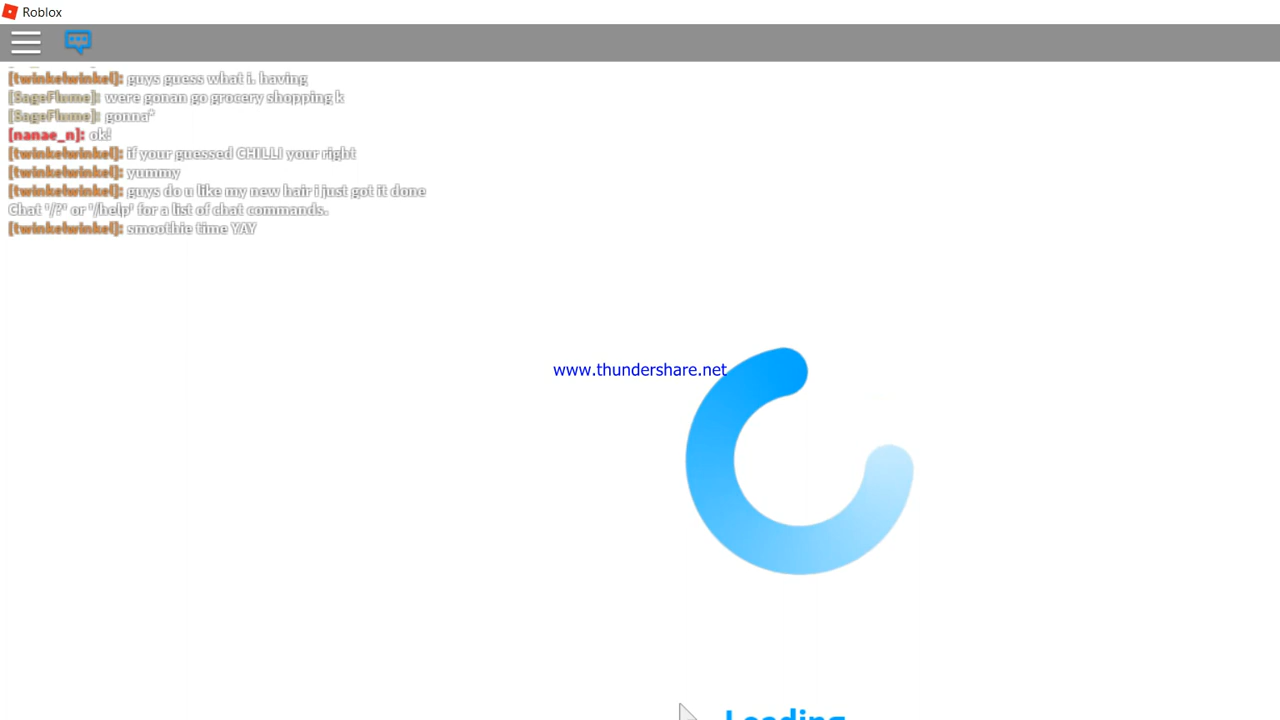 Roblox
[twinkelwinkel]: guys guess what i. having
[SageFlume]: were gonan go grocery shopping k
[SageFlume]: gonna*
[nanae_n]: ok!
[twinkelwinkel]: if your guessed CHILLI your right
[twinkelwinkel]: yummy
[twinkelwinkel]: guys do u like my new hair i just got it done
Chat '/?' or '/help' for a list of chat commands.
[twinkelwinkel]: smoothie time YAY
www.thundershare.net
Loading